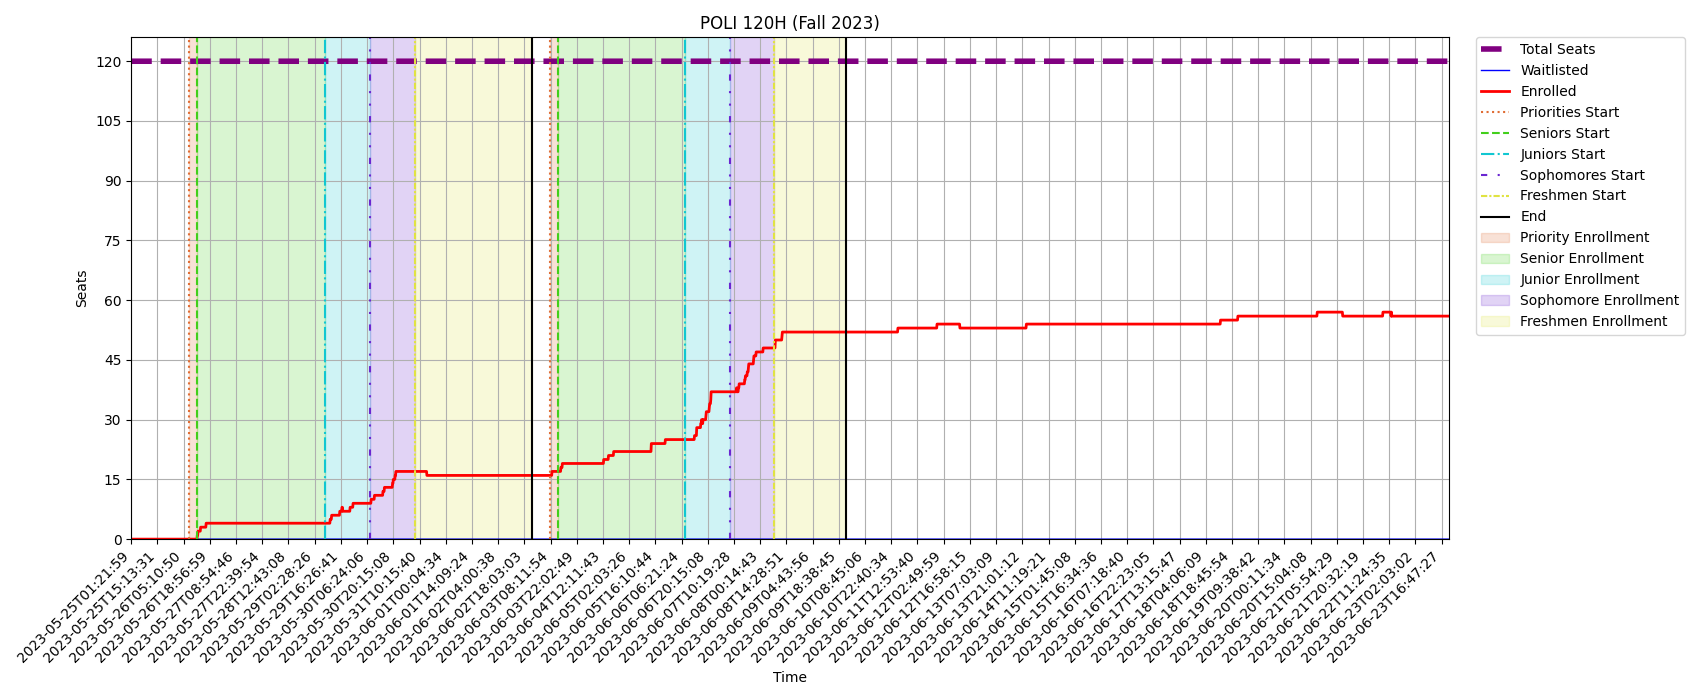 POLI 120H (Fall 2023)
Seats
120
105
90
75
60
45
30
15
0
2023-05-25T01:21:59
2023-05-25T15:13:31
2023-05-26T05:10:50
2023-05-26T18:56:59
2023-05-27T08:54:46
2023-05-27T22:39:54
2023-05-28T12:43:08
2023-05-29T02:28:26
2023-05-29T16:26:41
2023-05-30T06:24:06
2023-05-30T20:15:08
2023-05-31T10:15:40
2023-06-01T00:04:34
2023-06-01T14:09:24
2023-06-02T04:00:38
2023-06-02T18:03:03
2023-06-03T08:11:54
2023-06-03T22:02:49
2023-06-04T12:11:43
2023-06-05T02:03:26
2023-06-05T16:10:44
2023-06-06T06:21:24
2023-06-06T20:15:08
2023-06-07T10:19:28
2023-06-08T00:14:43
2023-06-08T14:28:51
2023-06-09T04:43:56
2023-06-09T18:38:45
2023-06-10T08:45:06
2023-06-10T22:40:34
2023-06-11T12:53:40
2023-06-12T02:49:59
2023-06-12T16:58:15
2023-06-13T07:03:09
2023-06-13T21:01:12
2023-06-14T11:19:21
2023-06-15T01:45:08
2023-06-15T16:34:36
2023-06-16T07:18:40
2023-06-16T22:23:05
2023-06-17T13:15:47
2023-06-18T04:06:09
2023-06-18T18:45:54
2023-06-19T09:38:42
2023-06-20T00:11:34
2023-06-20T15:04:08
2023-06-21T05:54:29
2023-06-21T20:32:19
2023-06-22T11:24:35
2023-06-23T02:03:02
2023-06-23T16:47:27
Time
Total Seats
Waitlisted
Enrolled
Priorities Start
Seniors Start
Juniors Start
Sophomores Start
Freshmen Start
End
Priority Enrollment
Senior Enrollment
Junior Enrollment
Sophomore Enrollment
Freshmen Enrollment